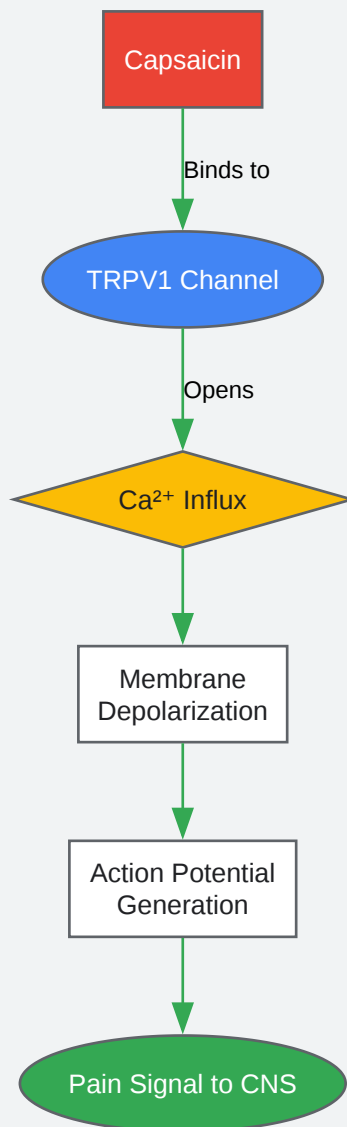 Capsaicin
Binds to
TRPV1 Channel
Opens
Ca²⁺ Influx
Membrane
Depolarization
Action Potential
Generation
Pain Signal to CNS